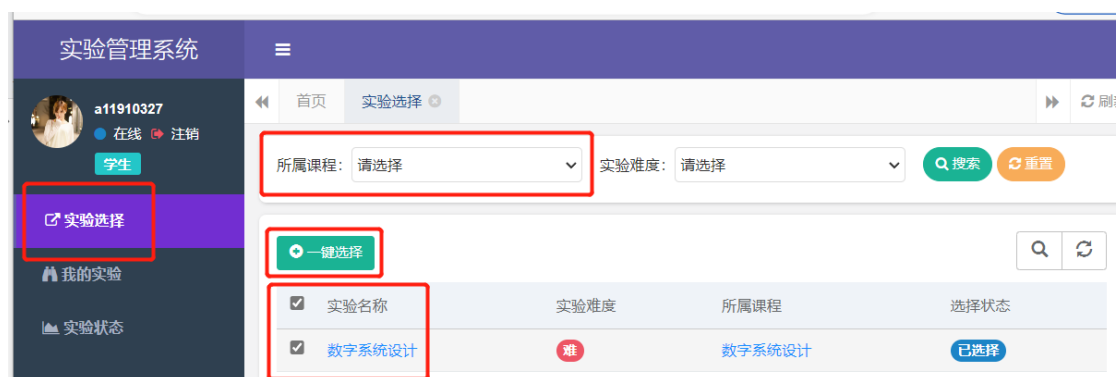 实验管理系统
a11910327
在线 注销
学生
首页 实验选择 刷
所属课程： 请选择 实验难度： 请选择 搜索 重置
实验选择
一键选择
我的实验
实验名称 实验难度 所属课程 选择状态
实验状态
数字系统设计 难 数字系统设计 已选择